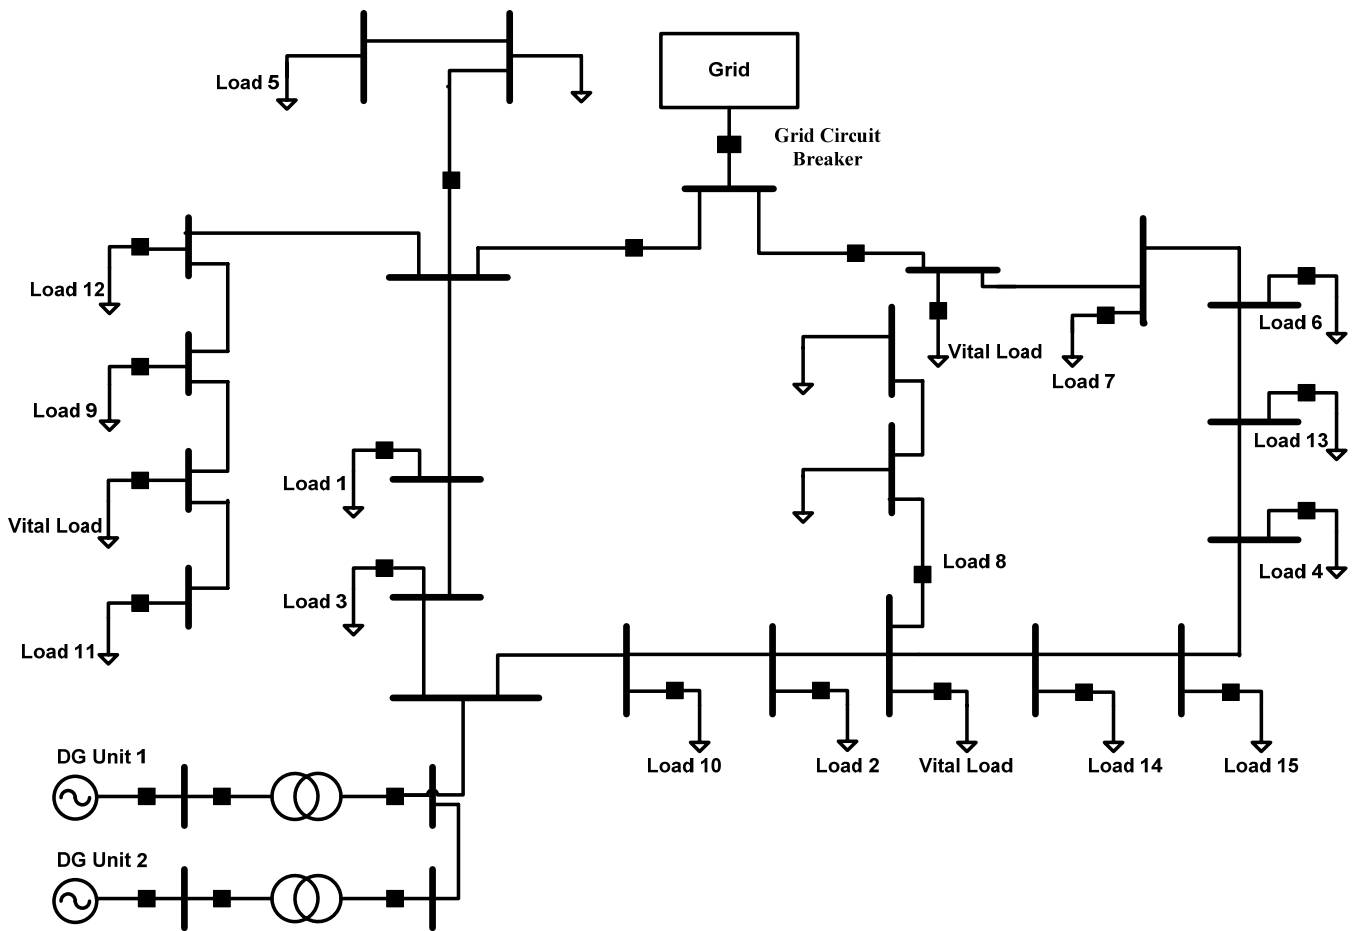 Grid
Load 5
Grid Circuit
Breaker
Load 12
Load 6
Vital Load
Load 7
Load 9
Load 13
Load 1
Vital Load
Load 8
Load 4
Load 3
Load 11
DG Unit 1
Load 10
Load 2
Vital Load
Load 14
Load 15
DG Unit 2